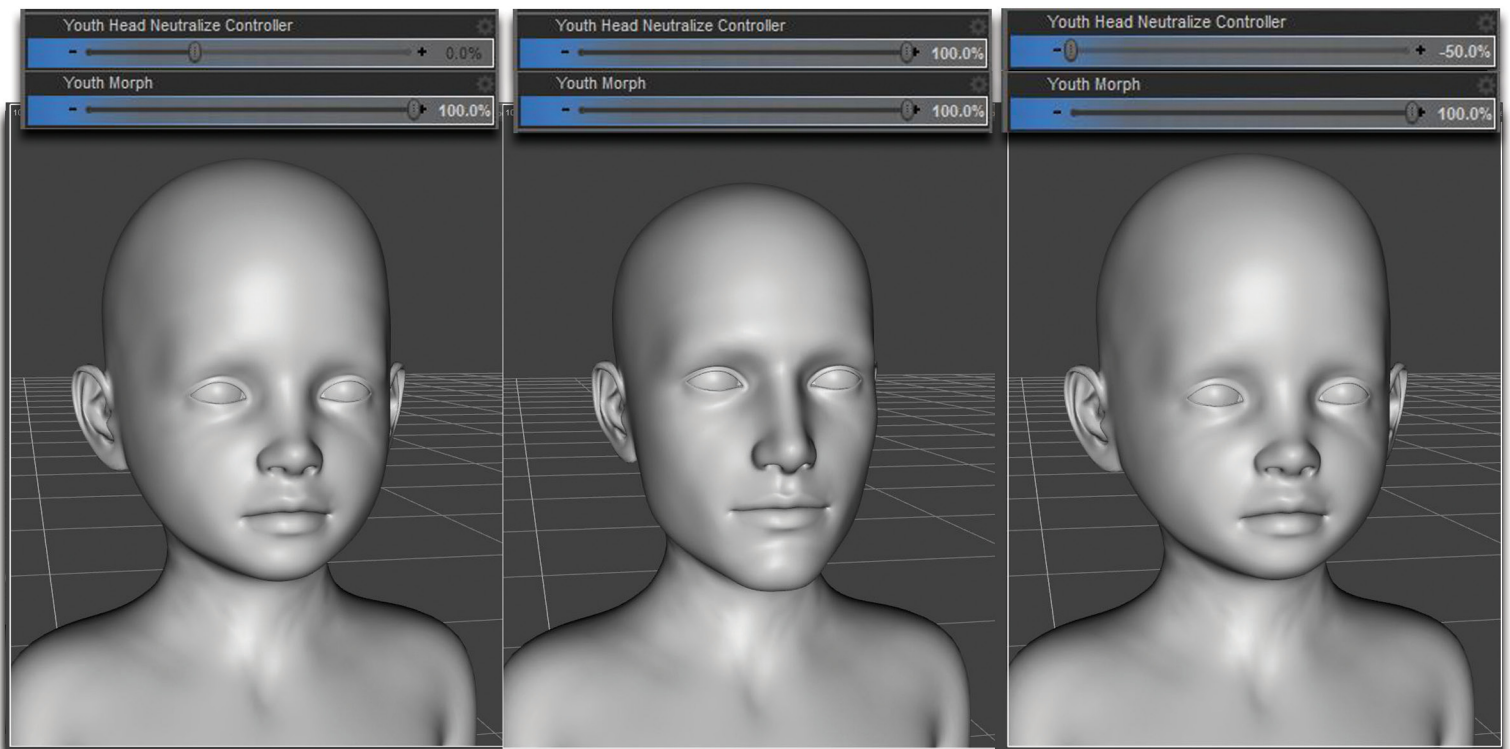 Youth Head Neutralize Controller
- + 0.0%
Youth Morph
- + 100.0%
Youth Head Neutralize Controller
- + 100.0%
Youth Morph
- + 100.0%
Youth Head Neutralize Controller
- + -50.0%
Youth Morph
- + 100.0%